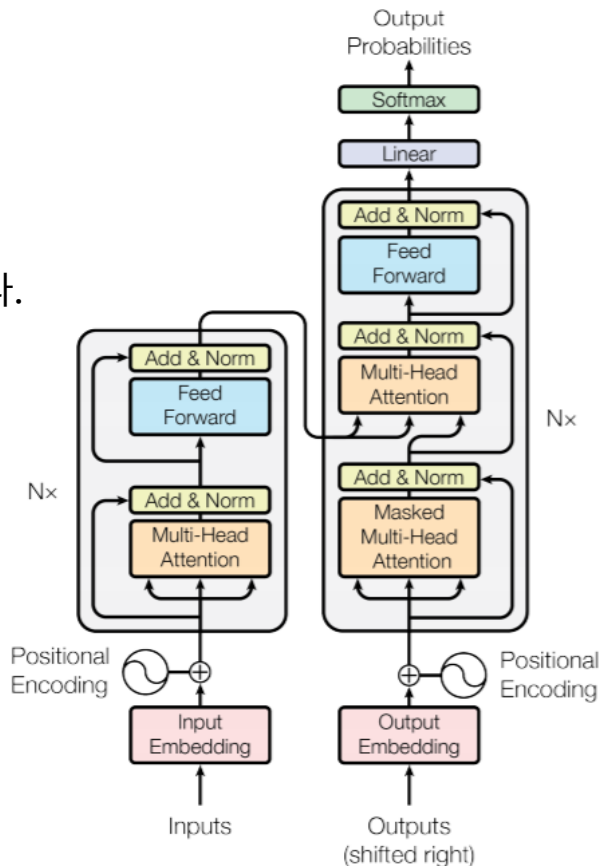 Output
Probabilities
Softmax
Linear
Add & Norm
Feed
Forward
Add & Norm
Multi-Head
Attention
Add & Norm
Masked
Multi-Head
Attention
N×
Add & Norm
Feed
Forward
Add & Norm
Multi-Head
Attention
N×
Positional
Encoding
Positional
Encoding
Input
Embedding
Output
Embedding
Inputs
Outputs
(shifted right)